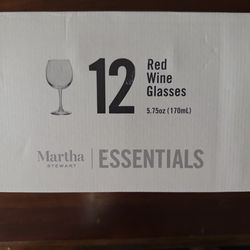 12
Red
Wine
Glasses
5.75oz (170mL)
Martha
STEWART
ESSENTIALS